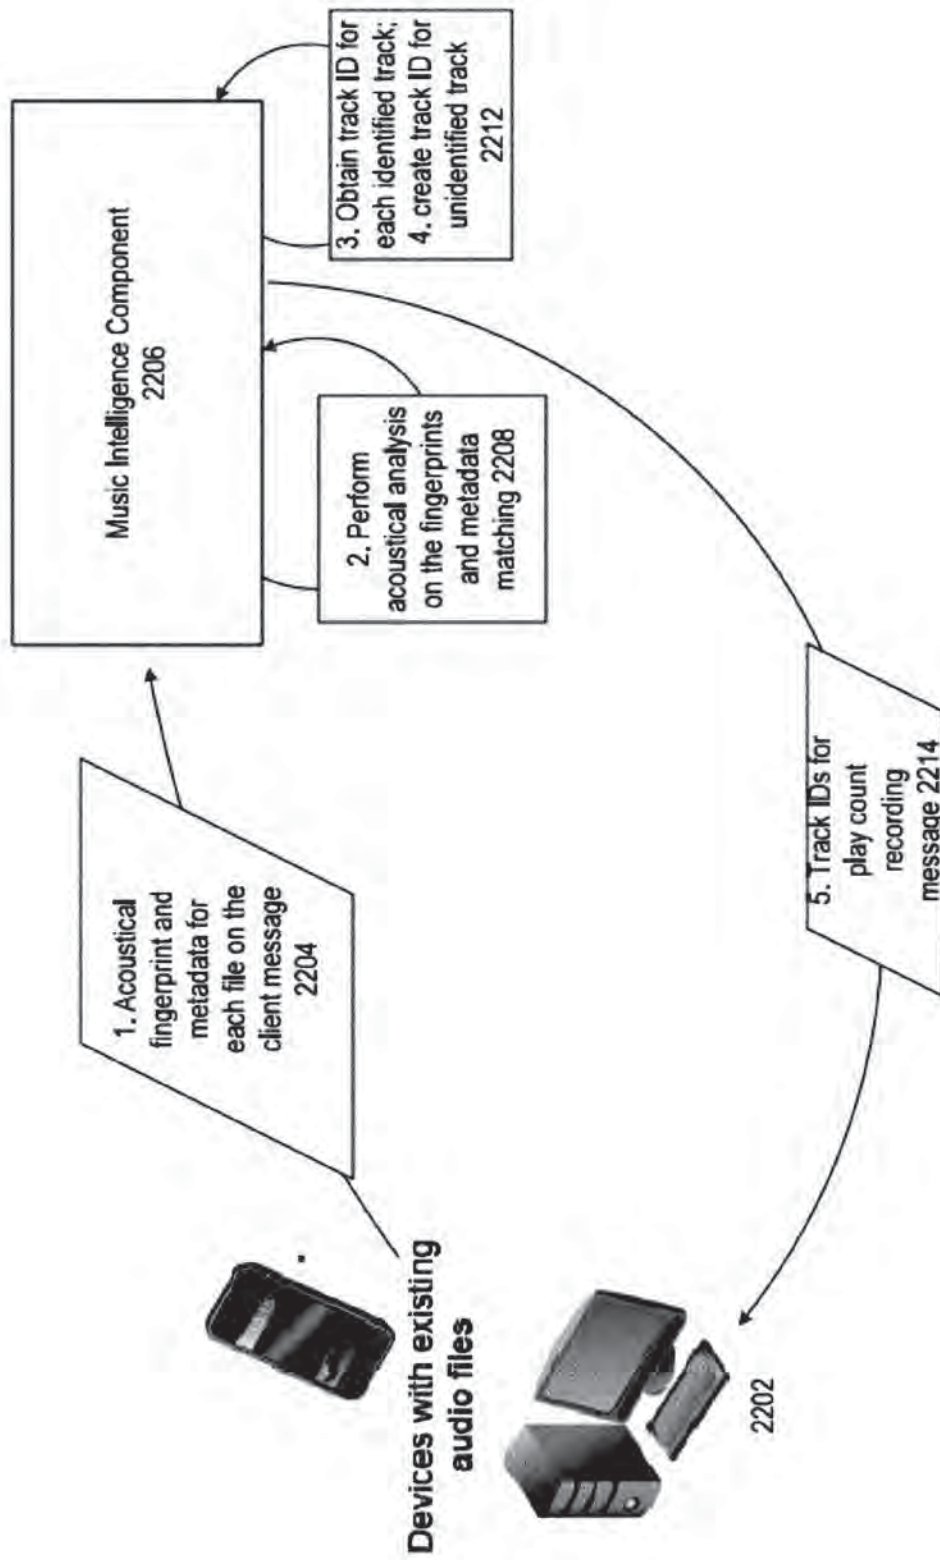 Music Intelligence Component
2206
1. Acoustical
fingerprint and
metadata for
each file on the
client message
2204
2. Perform
acoustical analysis
on the fingerprints
and metadata
matching 2208
3. Obtain track ID for
each identified track;
4. create track ID for
unidentified track
2212
Devices with existing
audio files
2202
5. Track IDs for
play count
recording
message 2214